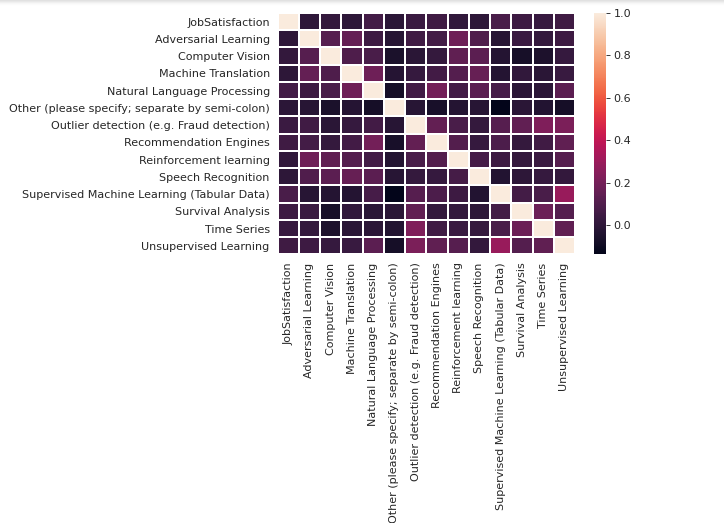 JobSatisfaction
Adversarial Learning
Computer Vision
Machine Translation
Natural Language Processing
Other (please specify; separate by semi-colon)
Outlier detection (e.g. Fraud detection)
Recommendation Engines
Reinforcement learning
Speech Recognition
Supervised Machine Learning (Tabular Data)
Survival Analysis
Time Series
Unsupervised Learning
JobSatisfaction
Adversarial Learning
Computer Vision
Machine Translation
Natural Language Processing
Other (please specify; separate by semi-colon)
Outlier detection (e.g. Fraud detection)
Recommendation Engines
Reinforcement learning
Speech Recognition
Supervised Machine Learning (Tabular Data)
Survival Analysis
Time Series
Unsupervised Learning
1.0
0.8
0.6
0.4
0.2
0.0